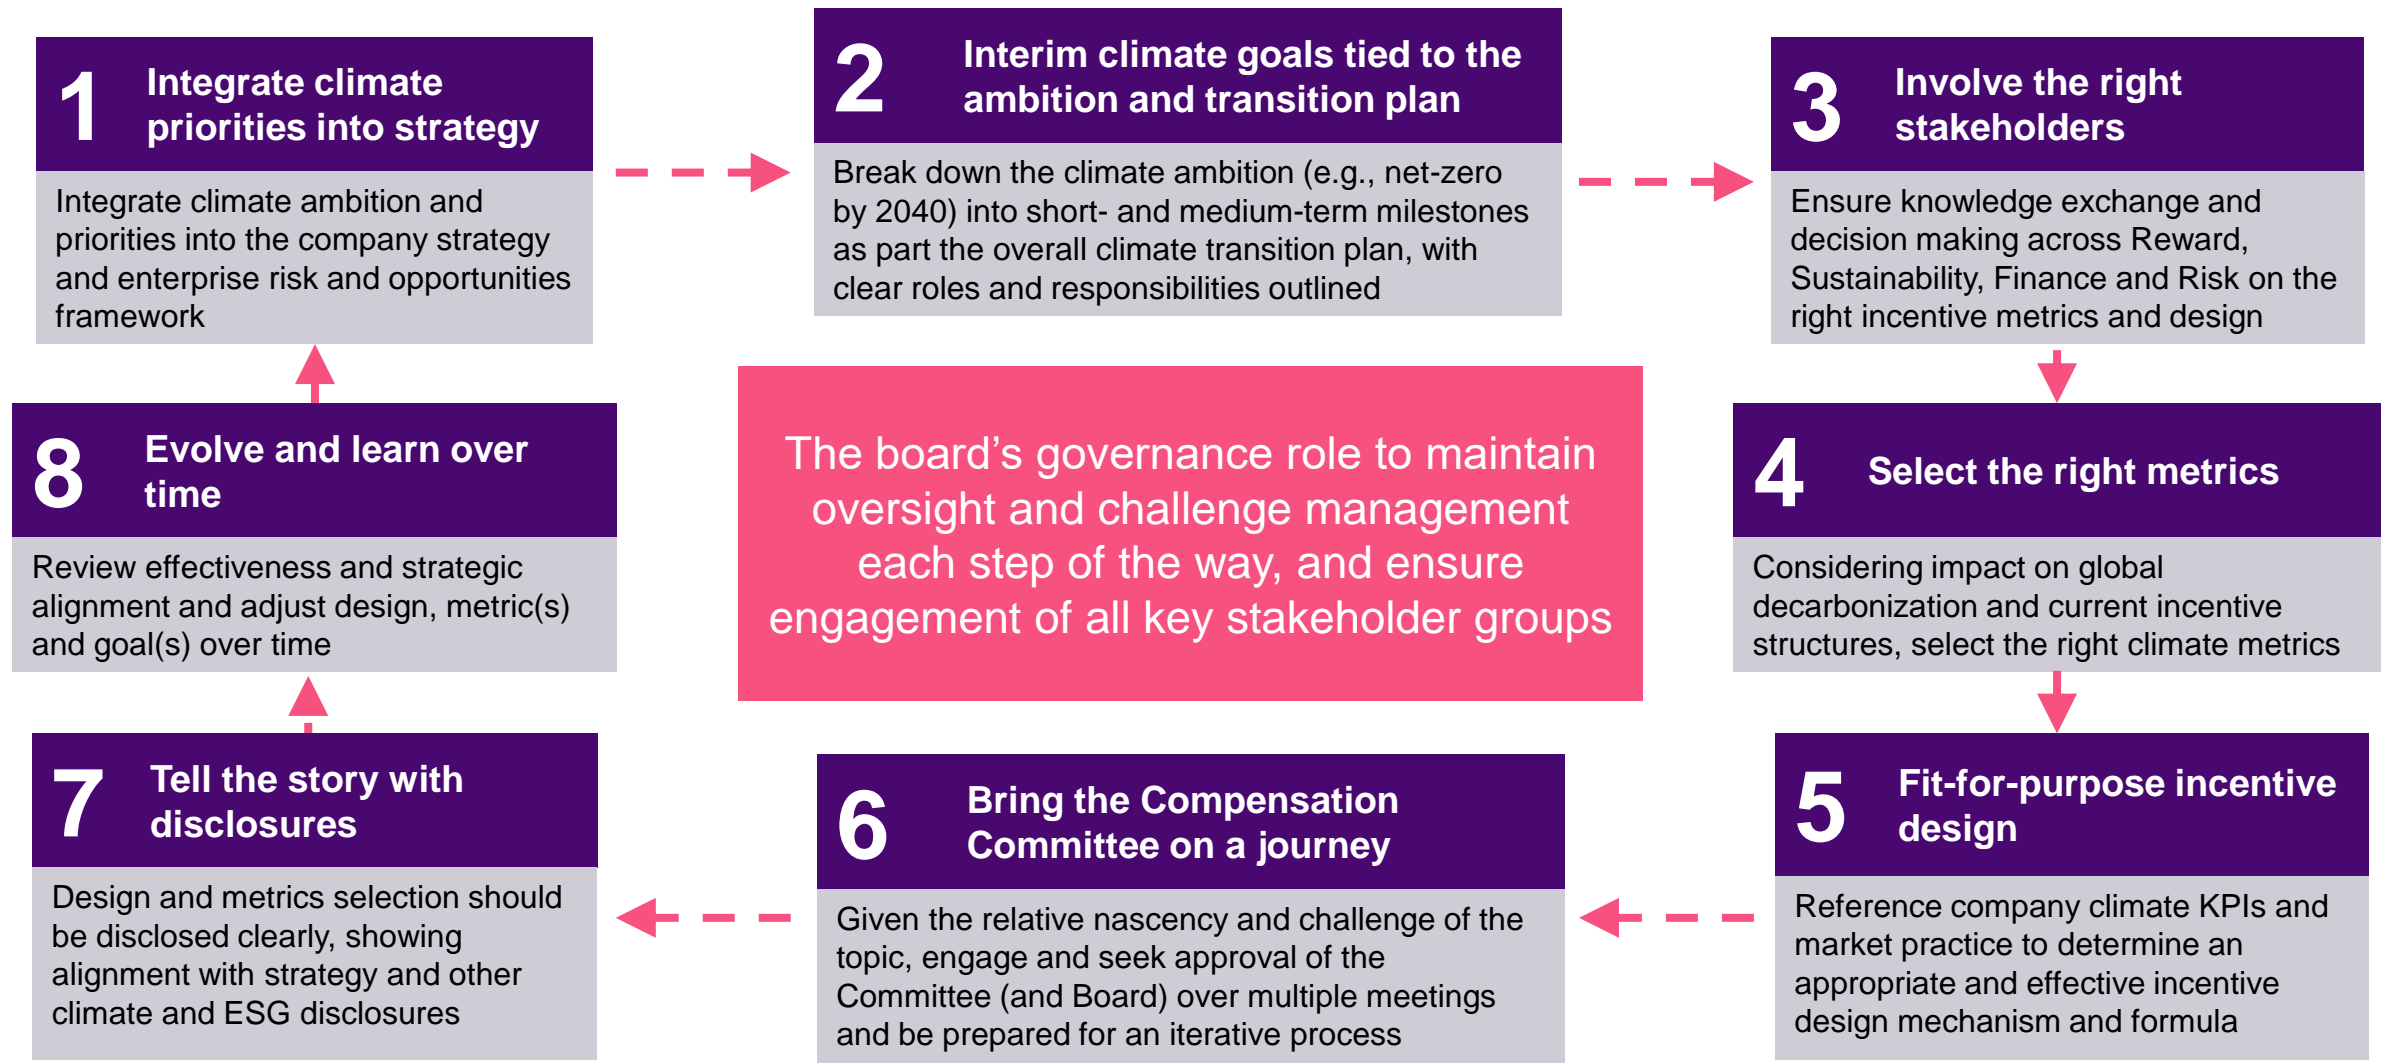 1
Integrate climate
priorities into strategy
Integrate climate ambition and
priorities into the company strategy
and enterprise risk and opportunities
framework
2
Interim climate goals tied to the
ambition and transition plan
Break down the climate ambition (e.g., net-zero
by 2040) into short- and medium-term milestones
as part the overall climate transition plan, with
clear roles and responsibilities outlined
3
Involve the right
stakeholders
Ensure knowledge exchange and
decision making across Reward,
Sustainability, Finance and Risk on the
right incentive metrics and design
4
Select the right metrics
Considering impact on global
decarbonization and current incentive
structures, select the right climate metrics
5
Fit-for-purpose incentive
design
Reference company climate KPIs and
market practice to determine an
appropriate and effective incentive
design mechanism and formula
6
Bring the Compensation
Committee on a journey
Given the relative nascency and challenge of the
topic, engage and seek approval of the
Committee (and Board) over multiple meetings
and be prepared for an iterative process
7
Tell the story with
disclosures
Design and metrics selection should
be disclosed clearly, showing
alignment with strategy and other
climate and ESG disclosures
8
Evolve and learn over
time
Review effectiveness and strategic
alignment and adjust design, metric(s)
and goal(s) over time
The board’s governance role to maintain
oversight and challenge management
each step of the way, and ensure
engagement of all key stakeholder groups